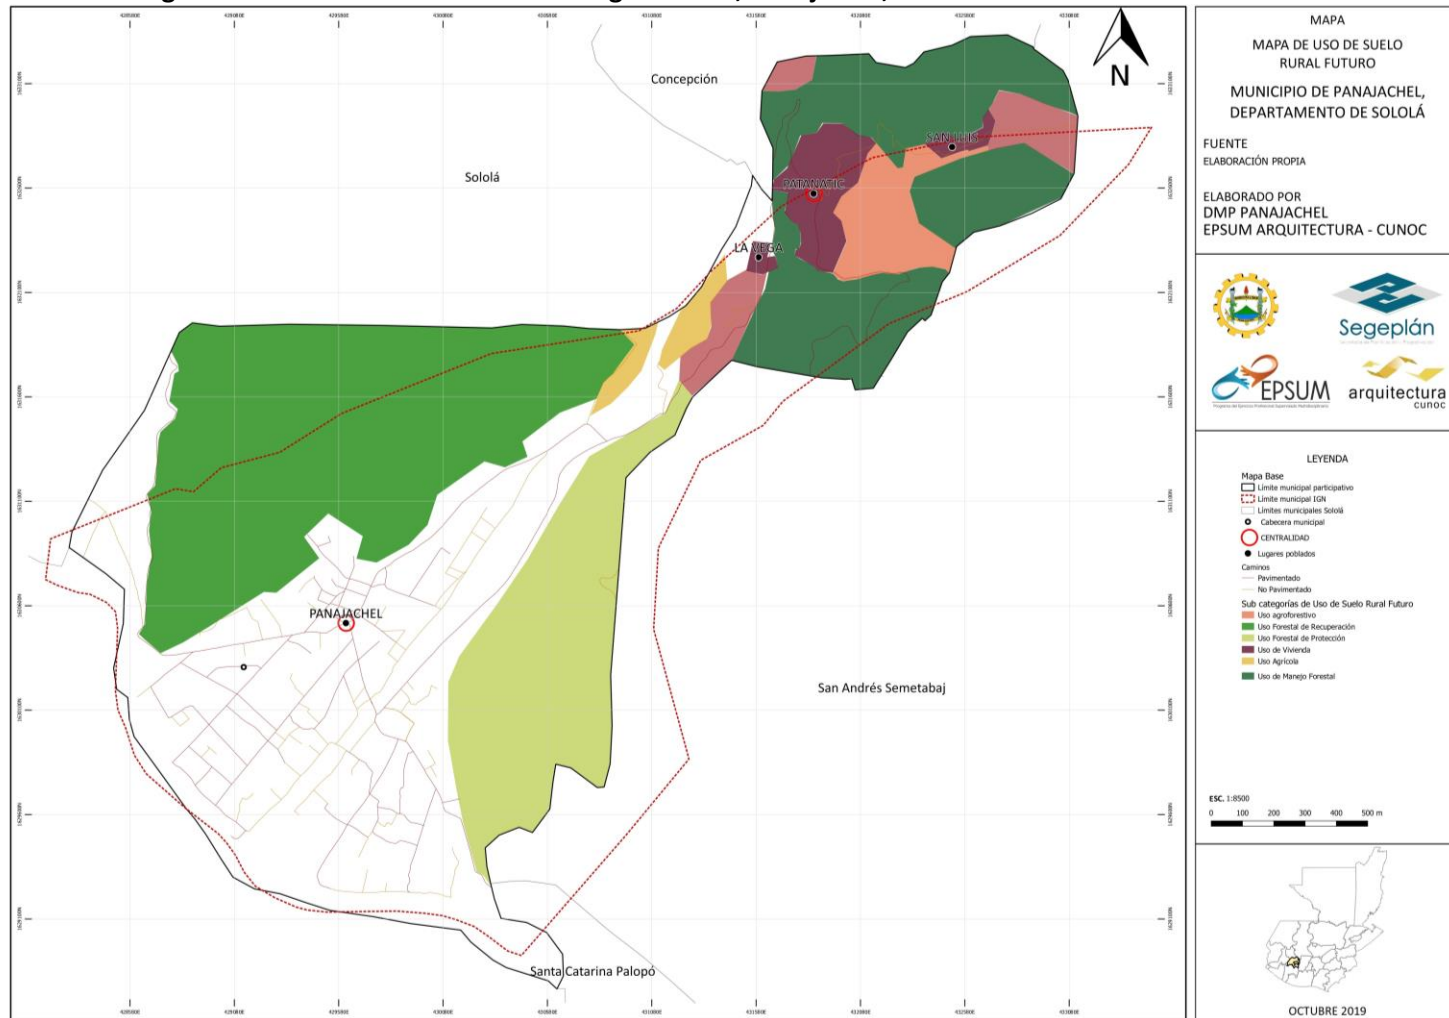 Concepción
Sololá
SAN LUIS
PATANATIC
LA VEGA
PANAJACHEL
San Andrés Semetabaj
Santa Catarina Palopó
N
MAPA
MAPA DE USO DE SUELO
RURAL FUTURO
MUNICIPIO DE PANAJACHEL,
DEPARTAMENTO DE SOLOLÁ
FUENTE
ELABORACIÓN PROPIA
ELABORADO POR
DMP PANAJACHEL
EPSUM ARQUITECTURA - CUNOC
Segeplán
EPSUM
arquitectura
cunoc
LEYENDA
Mapa Base
Límite municipal participativo
Límite municipal IGN
Límites municipales Sololá
Cabecera municipal
CENTRALIDAD
Lugares poblados
Caminos
Pavimentado
No Pavimentado
Sub categorías de Uso de Suelo Rural Futuro
Uso agroforestivo
Uso Forestal de Recuperación
Uso Forestal de Protección
Uso de Vivienda
Uso Agrícola
Uso de Manejo Forestal
ESC. 1:8500
0 100 200 300 400 500 m
OCTUBRE 2019